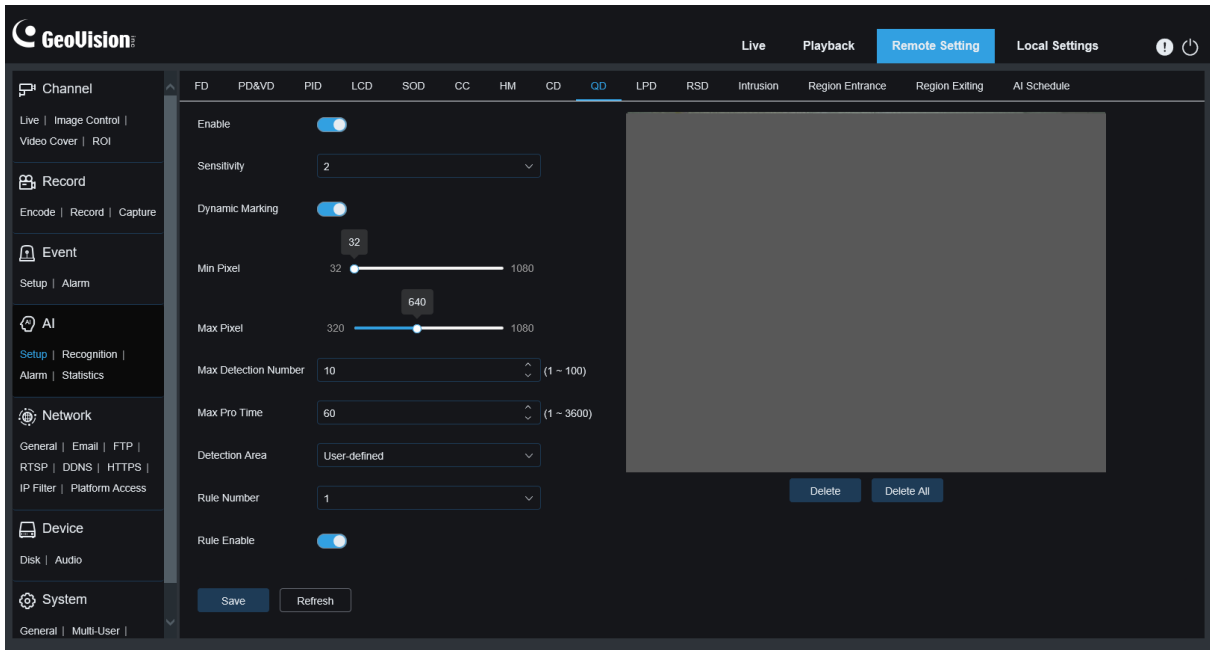 GeoVision Inc
Live Playback Remote Setting Local Settings
Channel
Live | Image Control |
Video Cover | ROI
Record
Encode | Record | Capture
Event
Setup | Alarm
AI
Setup | Recognition |
Alarm | Statistics
Network
General | Email | FTP |
RTSP | DDNS | HTTPS |
IP Filter | Platform Access
Device
Disk | Audio
System
General | Multi-User |
FD PD&VD PID LCD SOD CC HM CD QD LPD RSD Intrusion Region Entrance Region Exiting AI Schedule
Enable
Sensitivity 2
Dynamic Marking
32
Min Pixel 32 1080
640
Max Pixel 320 1080
Max Detection Number 10 (1 ~ 100)
Max Pro Time 60 (1 ~ 3600)
Detection Area User-defined
Rule Number 1
Rule Enable
Save Refresh
Delete Delete All